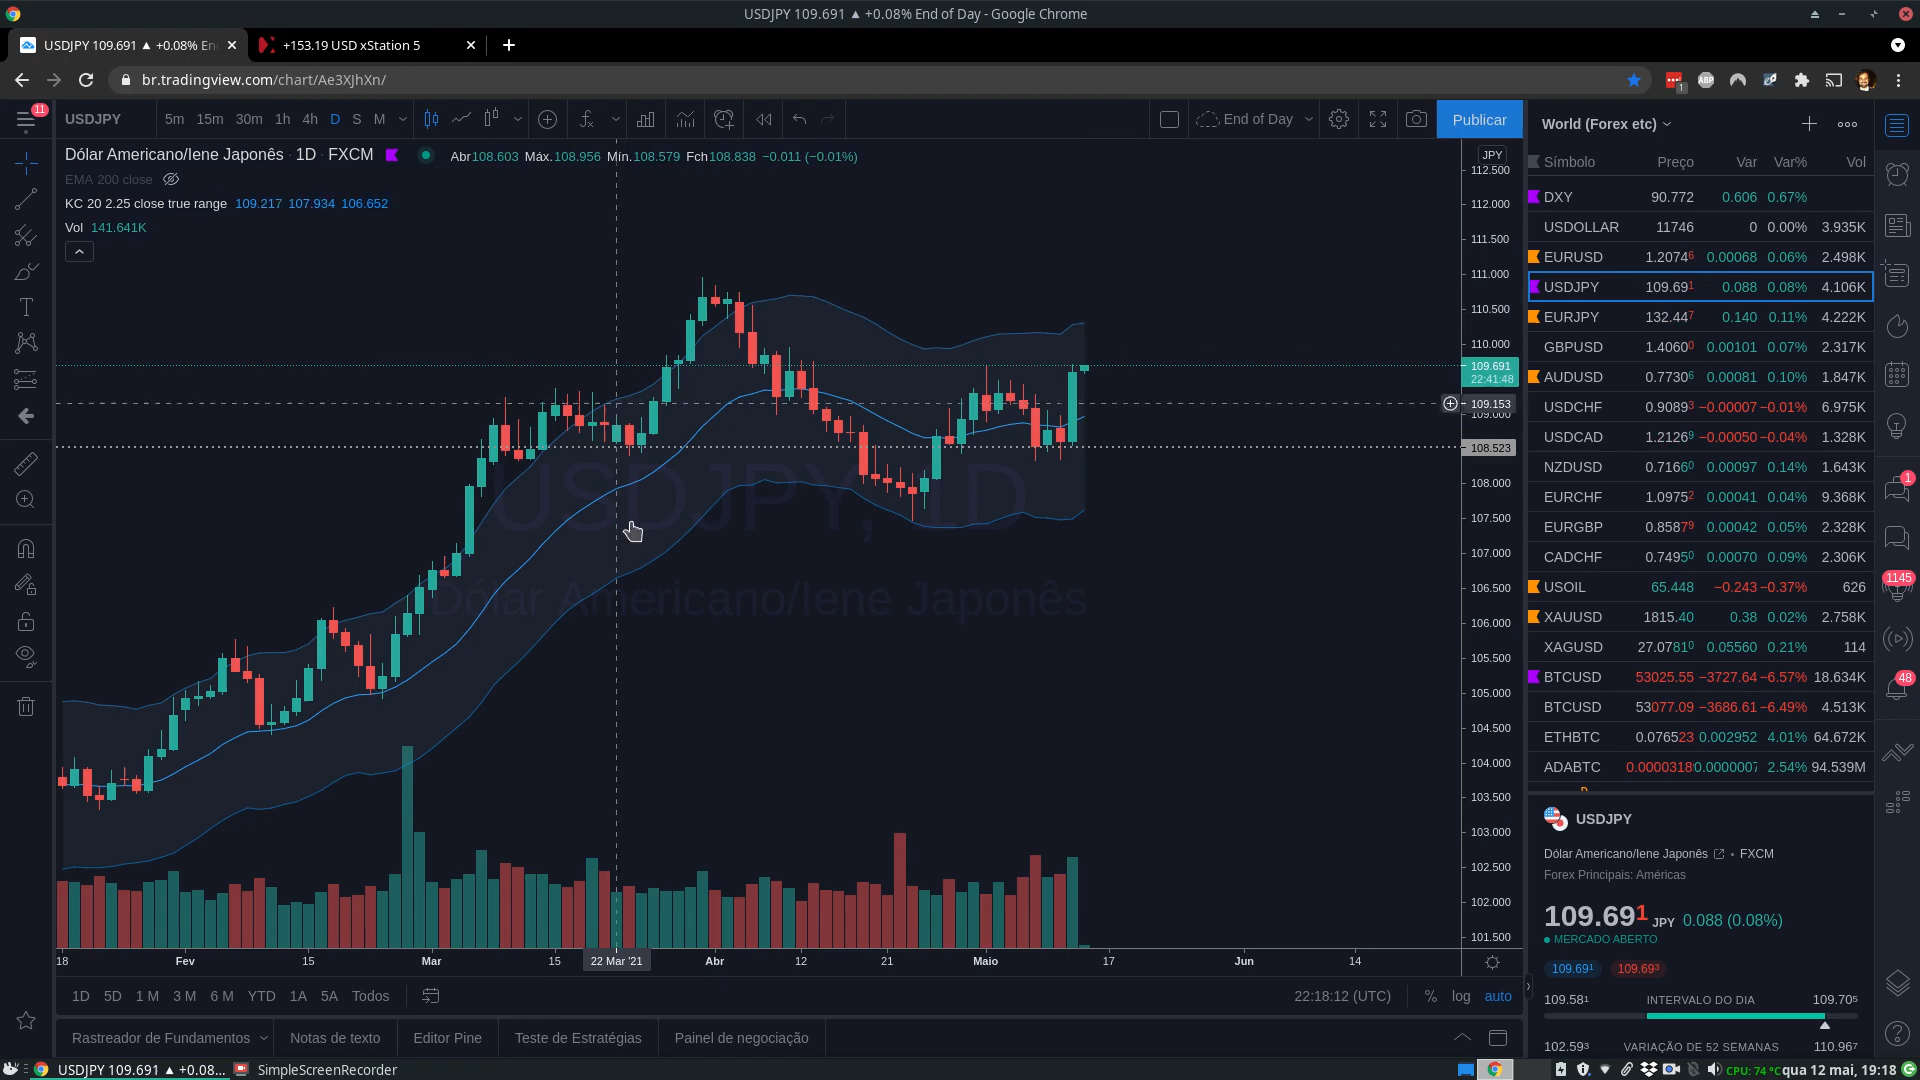 USDJPY 109.691 ▲ +0.08% End of Day - Google Chrome
USDJPY 109.691 ▲ +0.08% En
+153.19 USD xStation 5
br.tradingview.com/chart/Ae3XJhXn/
11
USDJPY 5m 15m 30m 1h 4h D S M
End of Day
Publicar
Dólar Americano/Iene Japonês 1D FXCM
Abr108.603 Máx.108.956 Mín.108.579 Fch108.838 −0.011 (−0.01%)
EMA 200 close
KC 20 2.25 close true range 109.217 107.934 106.652
Vol 141.641K
USDJPY, 1D
Dólar Americano/Iene Japonês
JPY
112.500
112.000
111.500
111.000
110.500
110.000
109.691
22:41:48
109.153
109.000
108.523
108.000
107.500
107.000
106.500
106.000
105.500
105.000
104.500
104.000
103.500
103.000
102.500
102.000
101.500
18 Fev 15 Mar 15 22 Mar '21 Abr 12 21 Maio 17 Jun 14
1D 5D 1 M 3 M 6 M YTD 1A 5A Todos
22:18:12 (UTC) % log auto
Rastreador de Fundamentos Notas de texto Editor Pine Teste de Estratégias Painel de negociação
World (Forex etc)
Símbolo Preço Var Var% Vol
DXY 90.772 0.606 0.67%
USDOLLAR 11746 0 0.00% 3.935K
EURUSD 1.20746 0.00068 0.06% 2.498K
USDJPY 109.691 0.088 0.08% 4.106K
EURJPY 132.447 0.140 0.11% 4.222K
GBPUSD 1.40600 0.00101 0.07% 2.317K
AUDUSD 0.77306 0.00081 0.10% 1.847K
USDCHF 0.90893 −0.00007 −0.01% 6.975K
USDCAD 1.21269 −0.00050 −0.04% 1.328K
NZDUSD 0.71660 0.00097 0.14% 1.643K
EURCHF 1.09752 0.00041 0.04% 9.368K
EURGBP 0.85879 0.00042 0.05% 2.328K
CADCHF 0.74950 0.00070 0.09% 2.306K
USOIL 65.448 −0.243 −0.37% 626
XAUUSD 1815.40 0.38 0.02% 2.758K
XAGUSD 27.07810 0.05560 0.21% 114
BTCUSD 53025.55 −3727.64 −6.57% 18.634K
BTCUSD 53077.09 −3686.61 −6.49% 4.513K
ETHBTC 0.076523 0.002952 4.01% 64.672K
ADABTC 0.0000318 0.0000007 2.54% 94.539M
USDJPY
Dólar Americano/Iene Japonês • FXCM
Forex Principais: Américas
109.691 JPY 0.088 (0.08%)
MERCADO ABERTO
109.691 109.693
109.581 INTERVALO DO DIA 109.705
102.593 VARIAÇÃO DE 52 SEMANAS 110.967
1
1145
48
ABP
1
USDJPY 109.691 ▲ +0.08...
SimpleScreenRecorder
CPU: 74 °C
qua 12 mai, 19:18